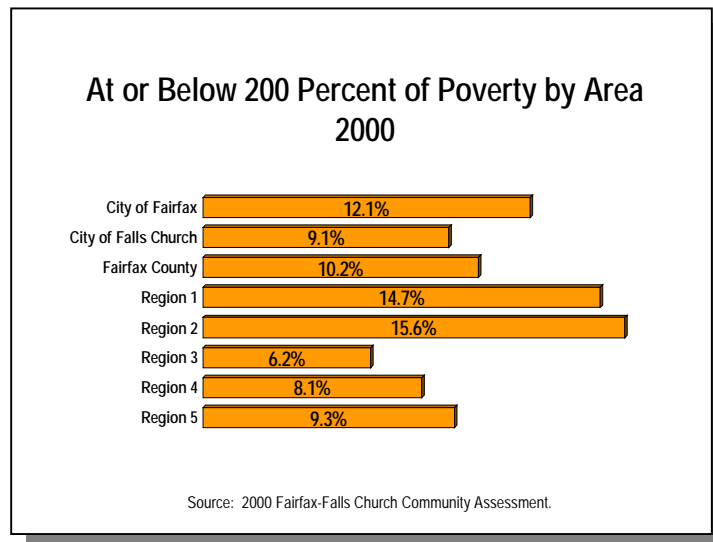 At or Below 200 Percent of Poverty by Area
2000
City of Fairfax 12.1%
City of Falls Church 9.1%
Fairfax County 10.2%
Region 1 14.7%
Region 2 15.6%
Region 3 6.2%
Region 4 8.1%
Region 5 9.3%
Source: 2000 Fairfax-Falls Church Community Assessment.